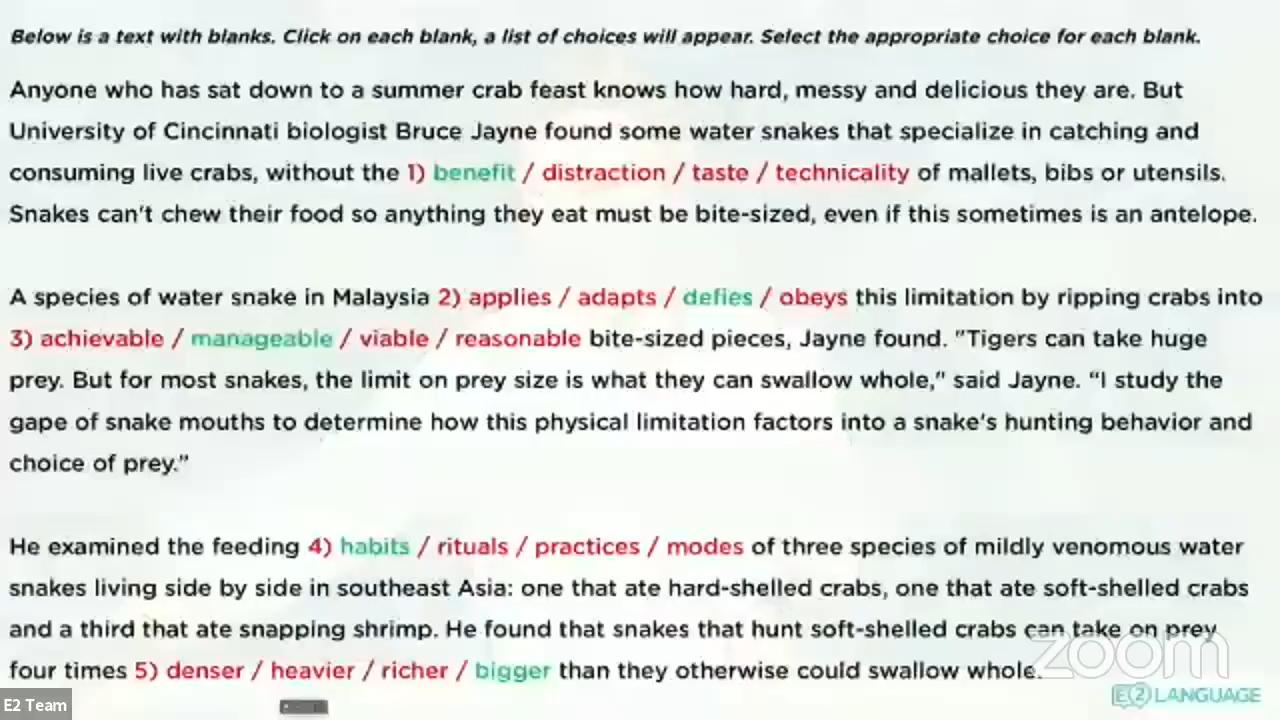 Below is a text with blanks. Click on each blank, a list of choices will appear. Select the appropriate choice for each blank.
Anyone who has sat down to a summer crab feast knows how hard, messy and delicious they are. But
University of Cincinnati biologist Bruce Jayne found some water snakes that specialize in catching and
consuming live crabs, without the 1) benefit / distraction / taste / technicality of mallets, bibs or utensils.
Snakes can't chew their food so anything they eat must be bite-sized, even if this sometimes is an antelope.
A species of water snake in Malaysia 2) applies / adapts / defies / obeys this limitation by ripping crabs into
3) achievable / manageable / viable / reasonable bite-sized pieces, Jayne found. "Tigers can take huge
prey. But for most snakes, the limit on prey size is what they can swallow whole," said Jayne. "I study the
gape of snake mouths to determine how this physical limitation factors into a snake's hunting behavior and
choice of prey."
He examined the feeding 4) habits / rituals / practices / modes of three species of mildly venomous water
snakes living side by side in southeast Asia: one that ate hard-shelled crabs, one that ate soft-shelled crabs
and a third that ate snapping shrimp. He found that snakes that hunt soft-shelled crabs can take on prey
four times 5) denser / heavier / richer / bigger than they otherwise could swallow whole.
zoom
E2 LANGUAGE
E2 Team